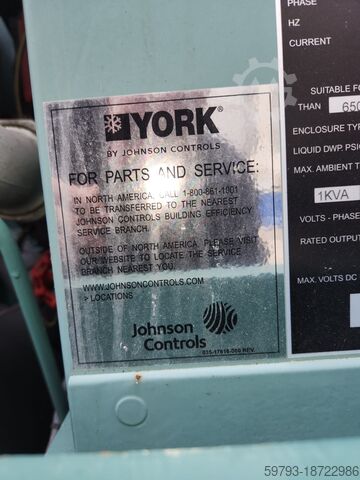 YORK®
BY JOHNSON CONTROLS
FOR PARTS AND SERVICE:
IN NORTH AMERICA, CALL 1-800-861-1001
TO BE TRANSFERRED TO THE NEAREST
JOHNSON CONTROLS BUILDING EFFICIENCY
SERVICE BRANCH.
OUTSIDE OF NORTH AMERICA, PLEASE VISIT
OUR WEBSITE TO LOCATE THE SERVICE
BRANCH NEAREST YOU.
WWW.JOHNSONCONTROLS.COM
> LOCATIONS
Johnson
Controls
PHASE
HZ
CURRENT
SUITABLE FO
THAN 650
ENCLOSURE TYP
LIQUID DWP PSIG
MAX. AMBIENT T
1KVA
VOLTS - PHASE
RATED OUTPU
MAX. VOLTS DC
59793-18722986